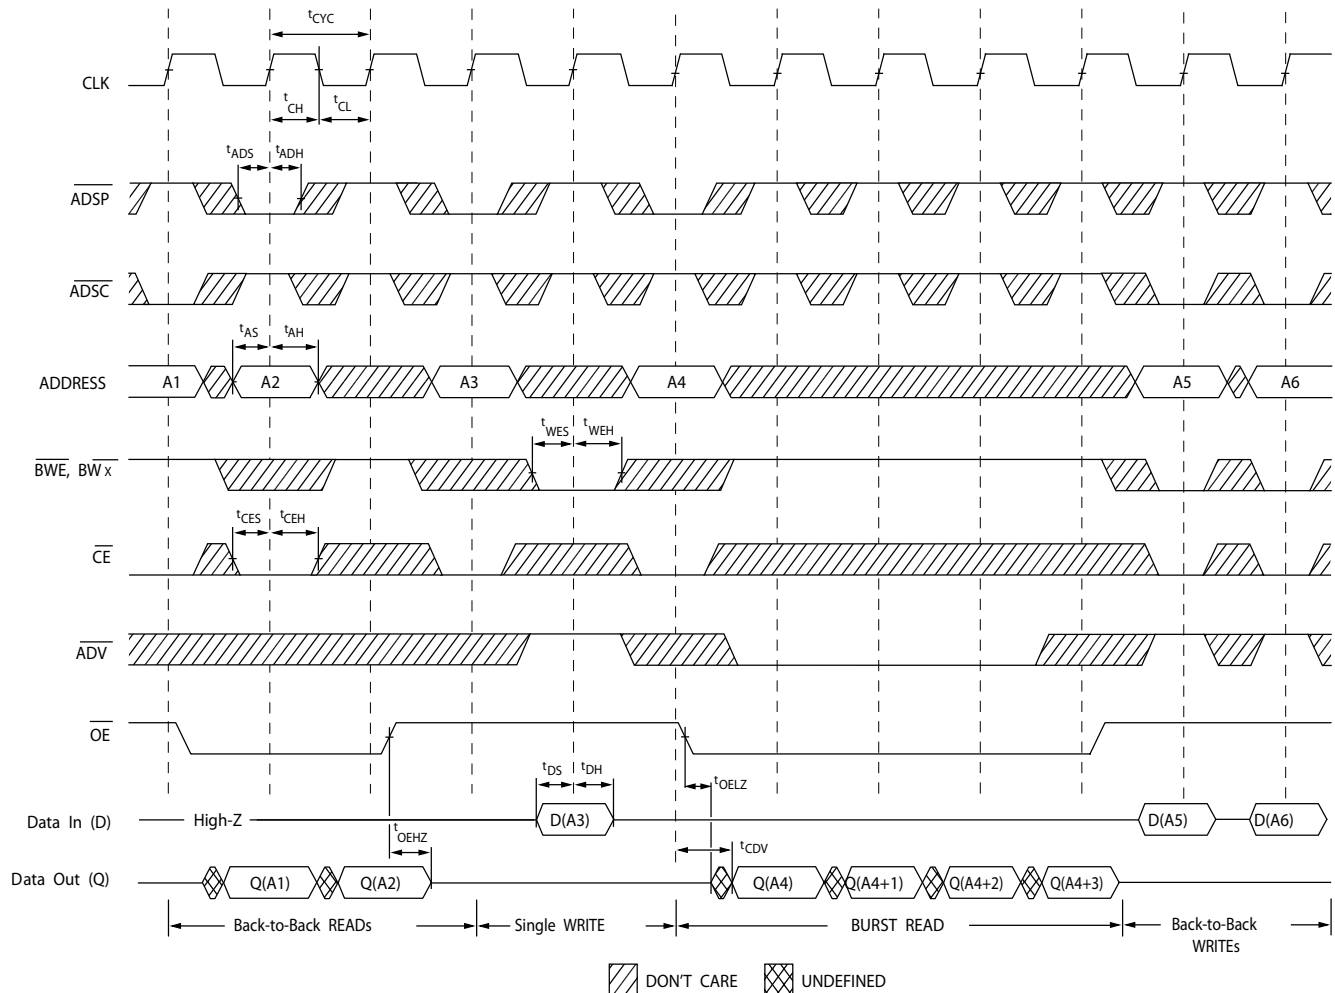 tCYC
CLK
tCH
tCL
tADS
tADH
ADSP
ADSC
tAS
tAH
ADDRESS
A1
A2
A3
A4
A5
A6
tWES
tWEH
BWE, BW X
tCES
tCEH
CE
ADV
OE
tDS
tDH
tOELZ
Data In (D)
High-Z
D(A3)
D(A5)
D(A6)
tOEHZ
tCDV
Data Out (Q)
Q(A1)
Q(A2)
Q(A4)
Q(A4+1)
Q(A4+2)
Q(A4+3)
Back-to-Back READs
Single WRITE
BURST READ
Back-to-Back
WRITEs
DON'T CARE
UNDEFINED